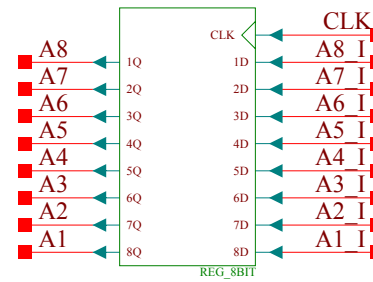 CLK CLK
A8 1Q 1D A8_I
A7 2Q 2D A7_I
A6 3Q 3D A6_I
A5 4Q 4D A5_I
A4 5Q 5D A4_I
A3 6Q 6D A3_I
A2 7Q 7D A2_I
A1 8Q 8D A1_I
REG_8BIT